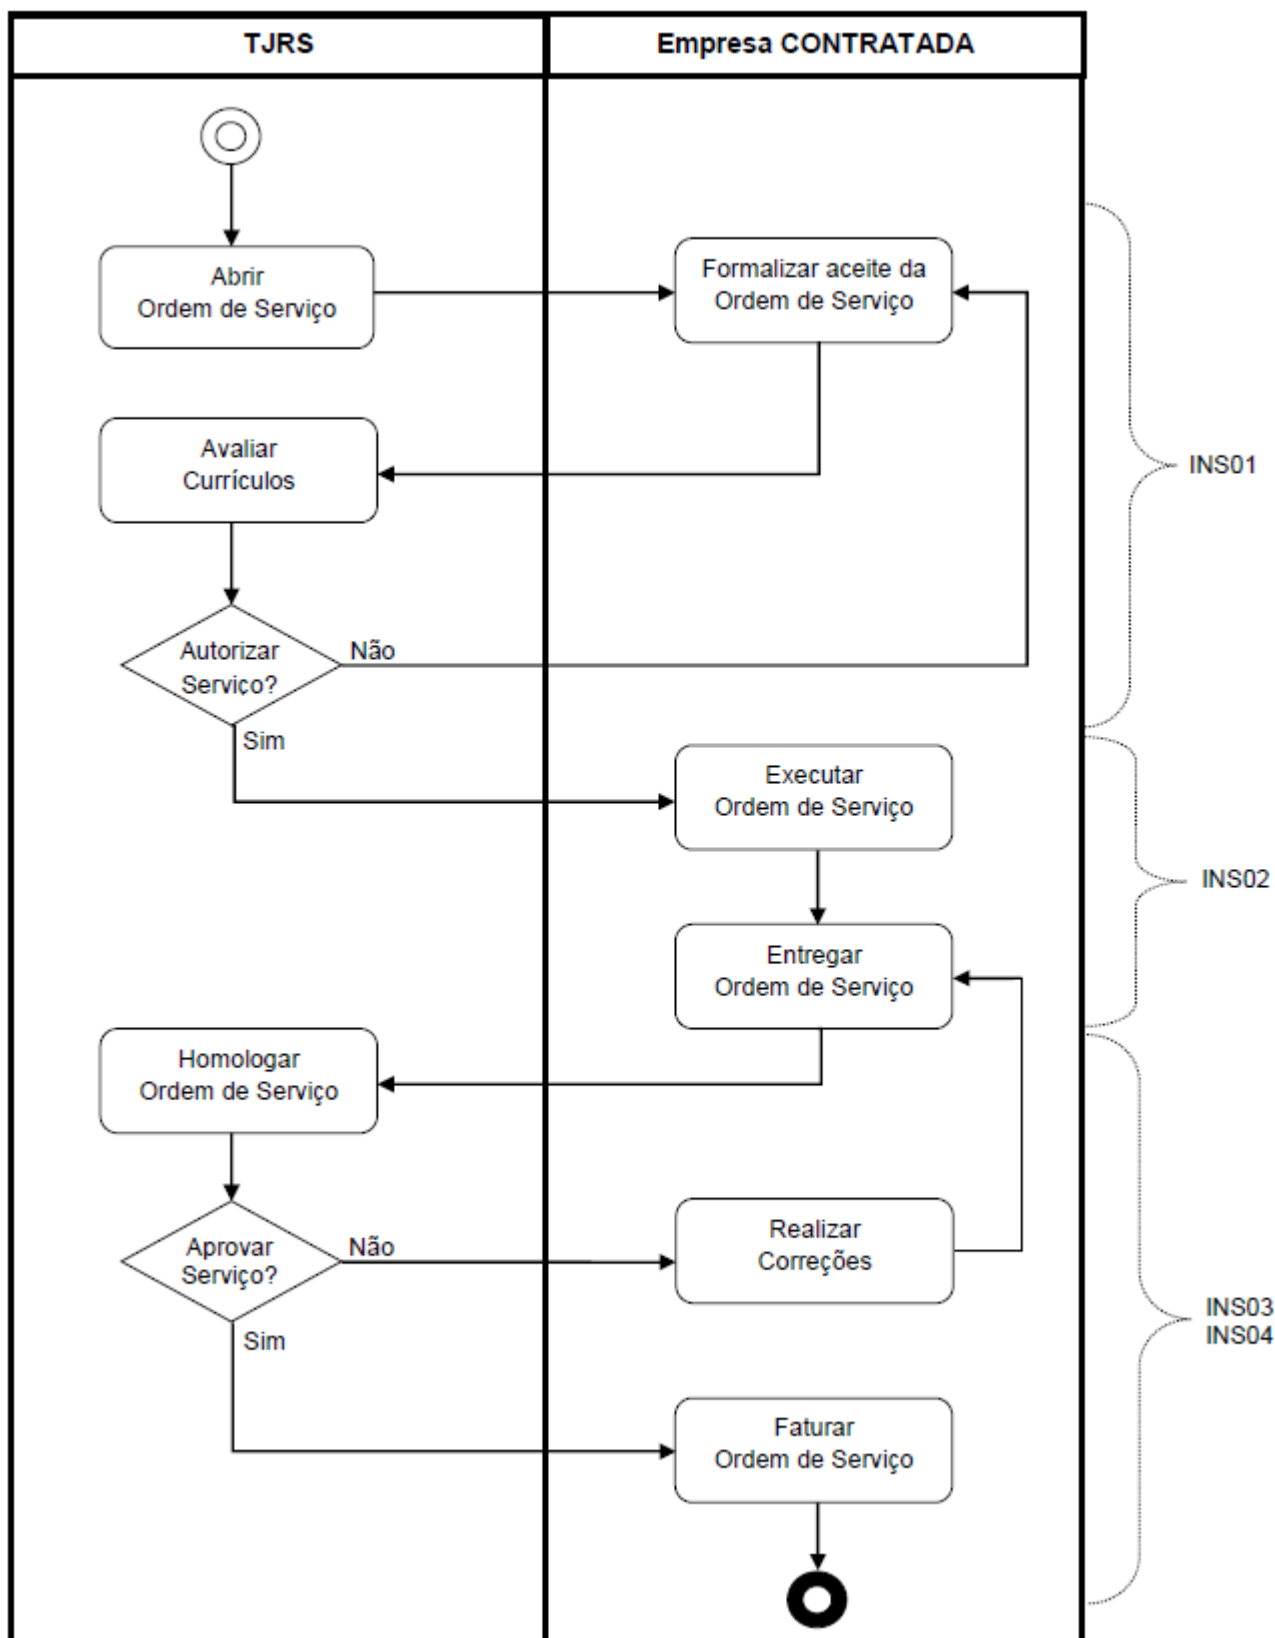 TJRS
Empresa CONTRATADA
Abrir
Ordem de Serviço
Formalizar aceite da
Ordem de Serviço
Avaliar
Currículos
INS01
Autorizar
Serviço?
Não
Sim
Executar
Ordem de Serviço
INS02
Entregar
Ordem de Serviço
Homologar
Ordem de Serviço
Aprovar
Serviço?
Não
Realizar
Correções
INS03
INS04
Sim
Faturar
Ordem de Serviço